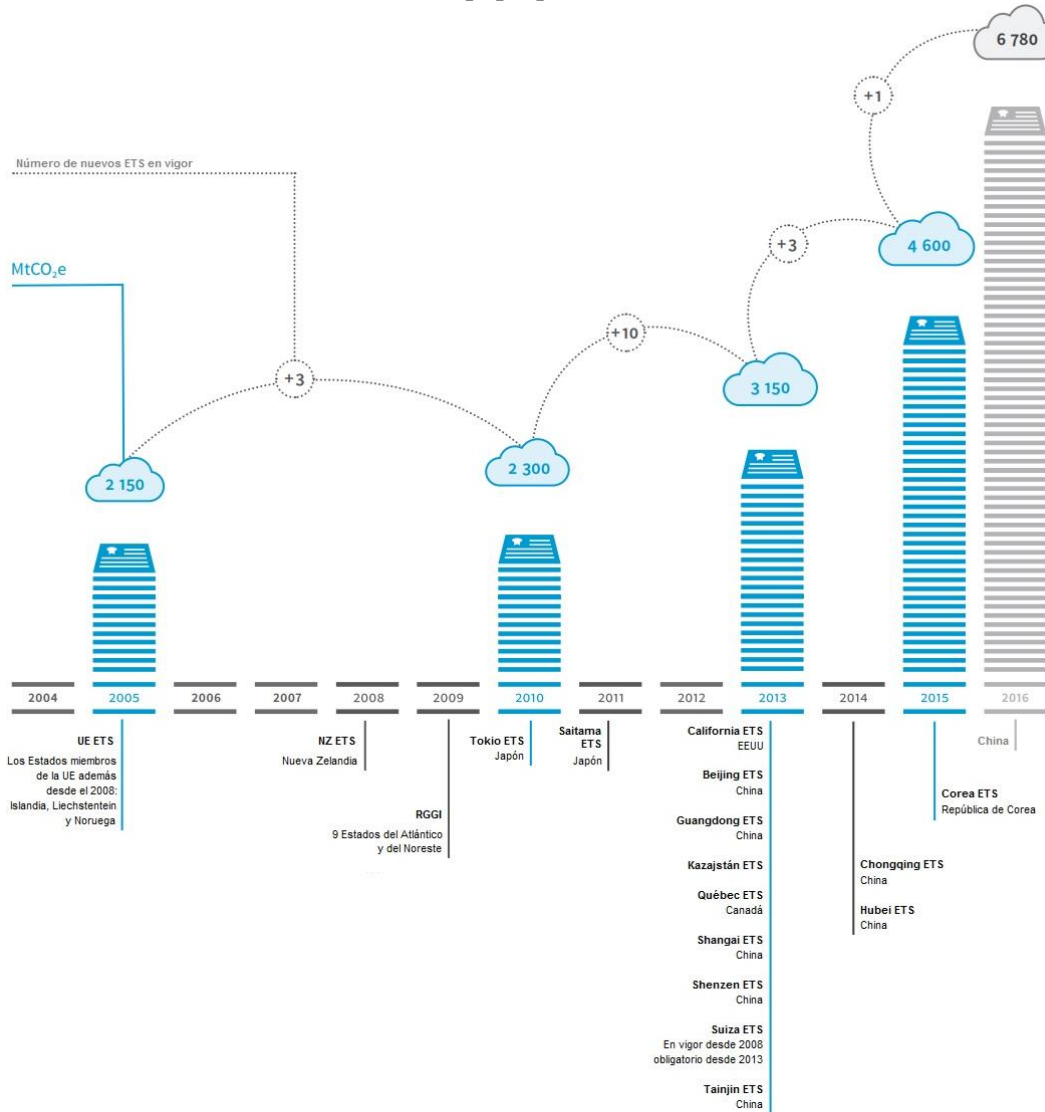 6 780
+1
Número de nuevos ETS en vigor
+3
4 600
MtCO₂e
+10
+3
3 150
2 300
2 150
2004
2005
2006
2007
2008
2009
2010
2011
2012
2013
2014
2015
2016
UE ETS
Los Estados miembros
de la UE además
desde el 2008:
Islandia, Liechstentein
y Noruega
NZ ETS
Nueva Zelandia
RGGI
9 Estados del Atlántico
y del Noreste
Tokio ETS
Japón
Saitama
ETS
Japón
California ETS
EEUU
Beijing ETS
China
Guangdong ETS
China
Kazajstán ETS
Québec ETS
Canadá
Shangai ETS
China
Shenzen ETS
China
Suiza ETS
En vigor desde 2008
obligatorio desde 2013
Tainjin ETS
China
Chongqing ETS
China
Hubei ETS
China
Corea ETS
República de Corea
China